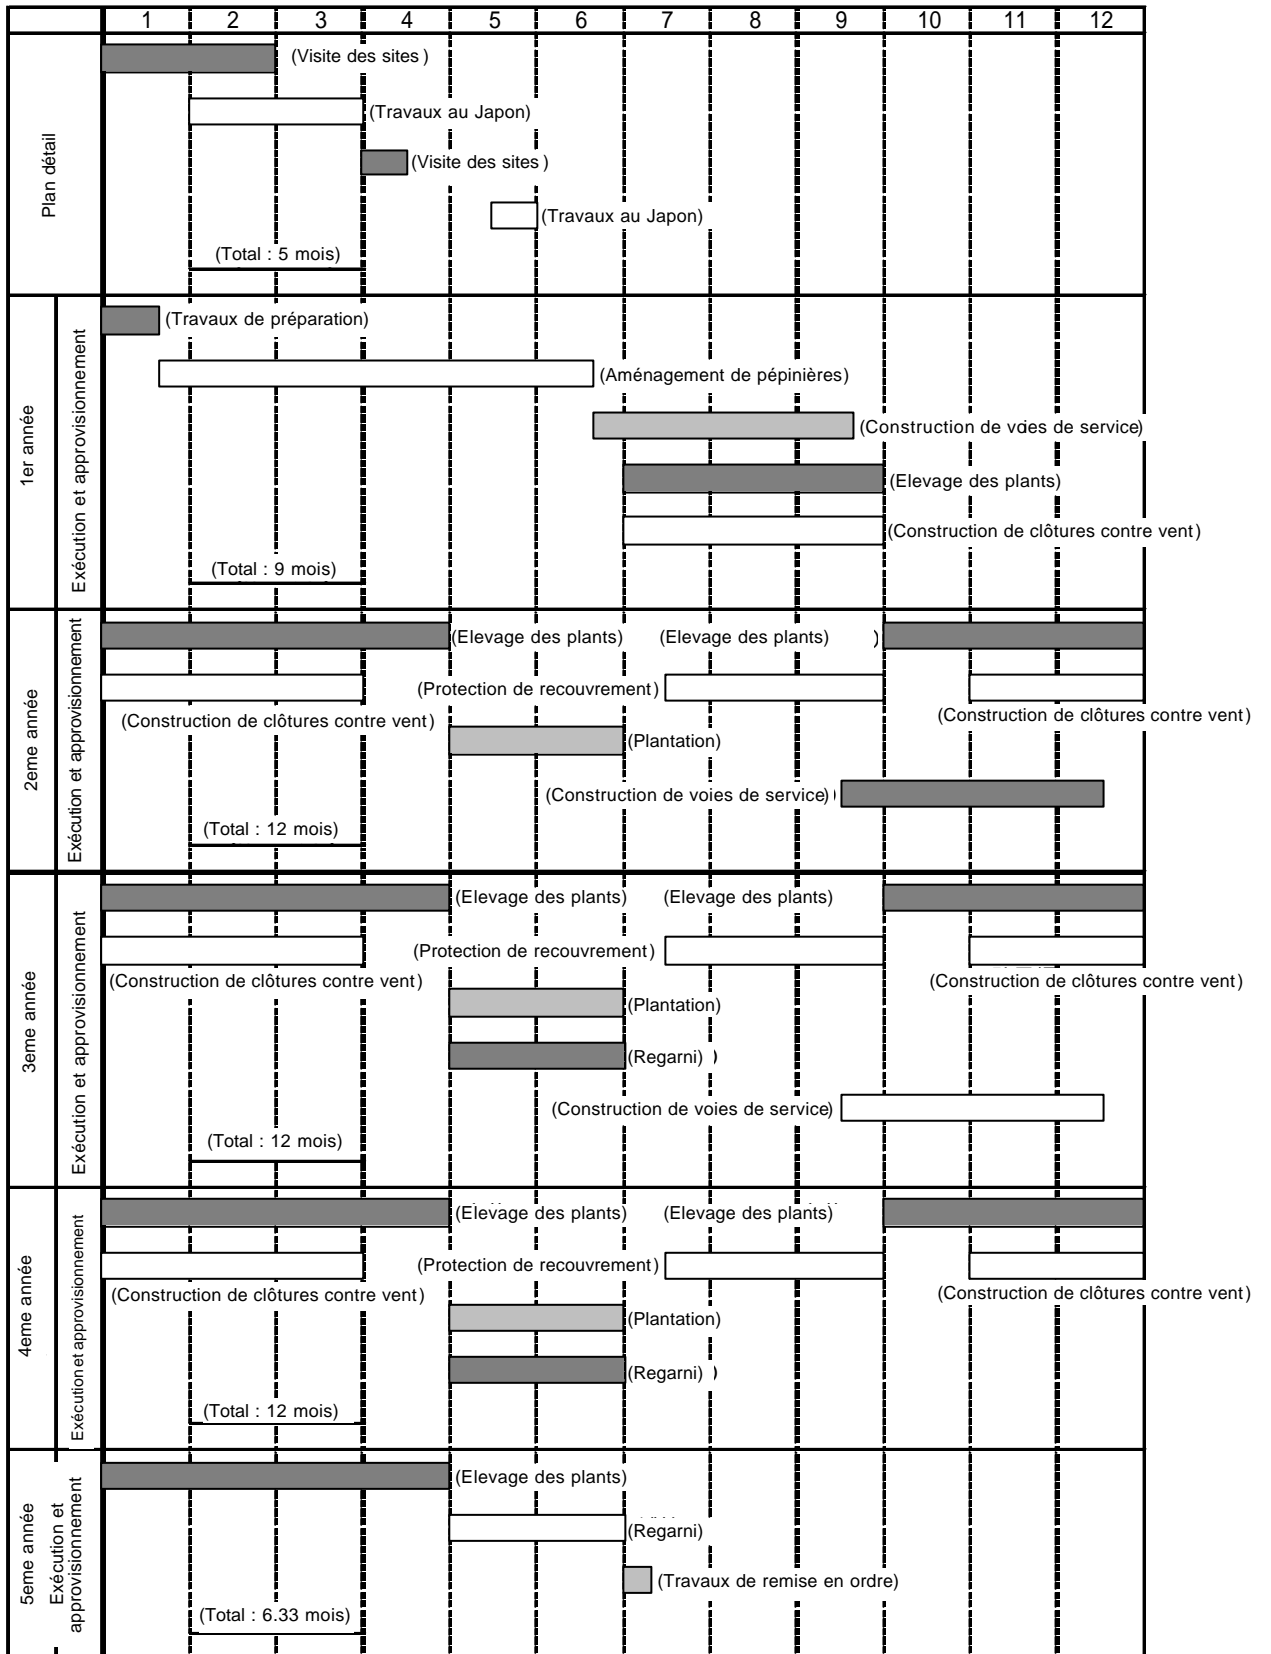 1 2 3 4 5 6 7 8 9 10 11 12
Plan détail
(Visite des sites)
(Travaux au Japon)
(Visite des sites)
(Travaux au Japon)
(Total : 5 mois)
1er année
Exécution et approvisionnement
(Travaux de préparation)
(Aménagement de pépinières)
(Construction de voies de service)
(Elevage des plants)
(Construction de clôtures contre vent)
(Total : 9 mois)
2eme année
Exécution et approvisionnement
(Elevage des plants) (Elevage des plants) )
(Protection de recouvrement)
(Construction de clôtures contre vent) (Construction de clôtures contre vent)
(Plantation)
(Construction de voies de service)
(Total : 12 mois)
3eme année
Exécution et approvisionnement
(Elevage des plants) (Elevage des plants)
(Protection de recouvrement)
(Construction de clôtures contre vent) (Construction de clôtures contre vent)
(Plantation)
(Regarni) )
(Construction de voies de service)
(Total : 12 mois)
4eme année
Exécution et approvisionnement
(Elevage des plants) (Elevage des plants)
(Protection de recouvrement)
(Construction de clôtures contre vent) (Construction de clôtures contre vent)
(Plantation)
(Regarni) )
(Total : 12 mois)
5eme année
Exécution et
approvisionnement
(Elevage des plants)
(Regarni)
(Travaux de remise en ordre)
(Total : 6.33 mois)